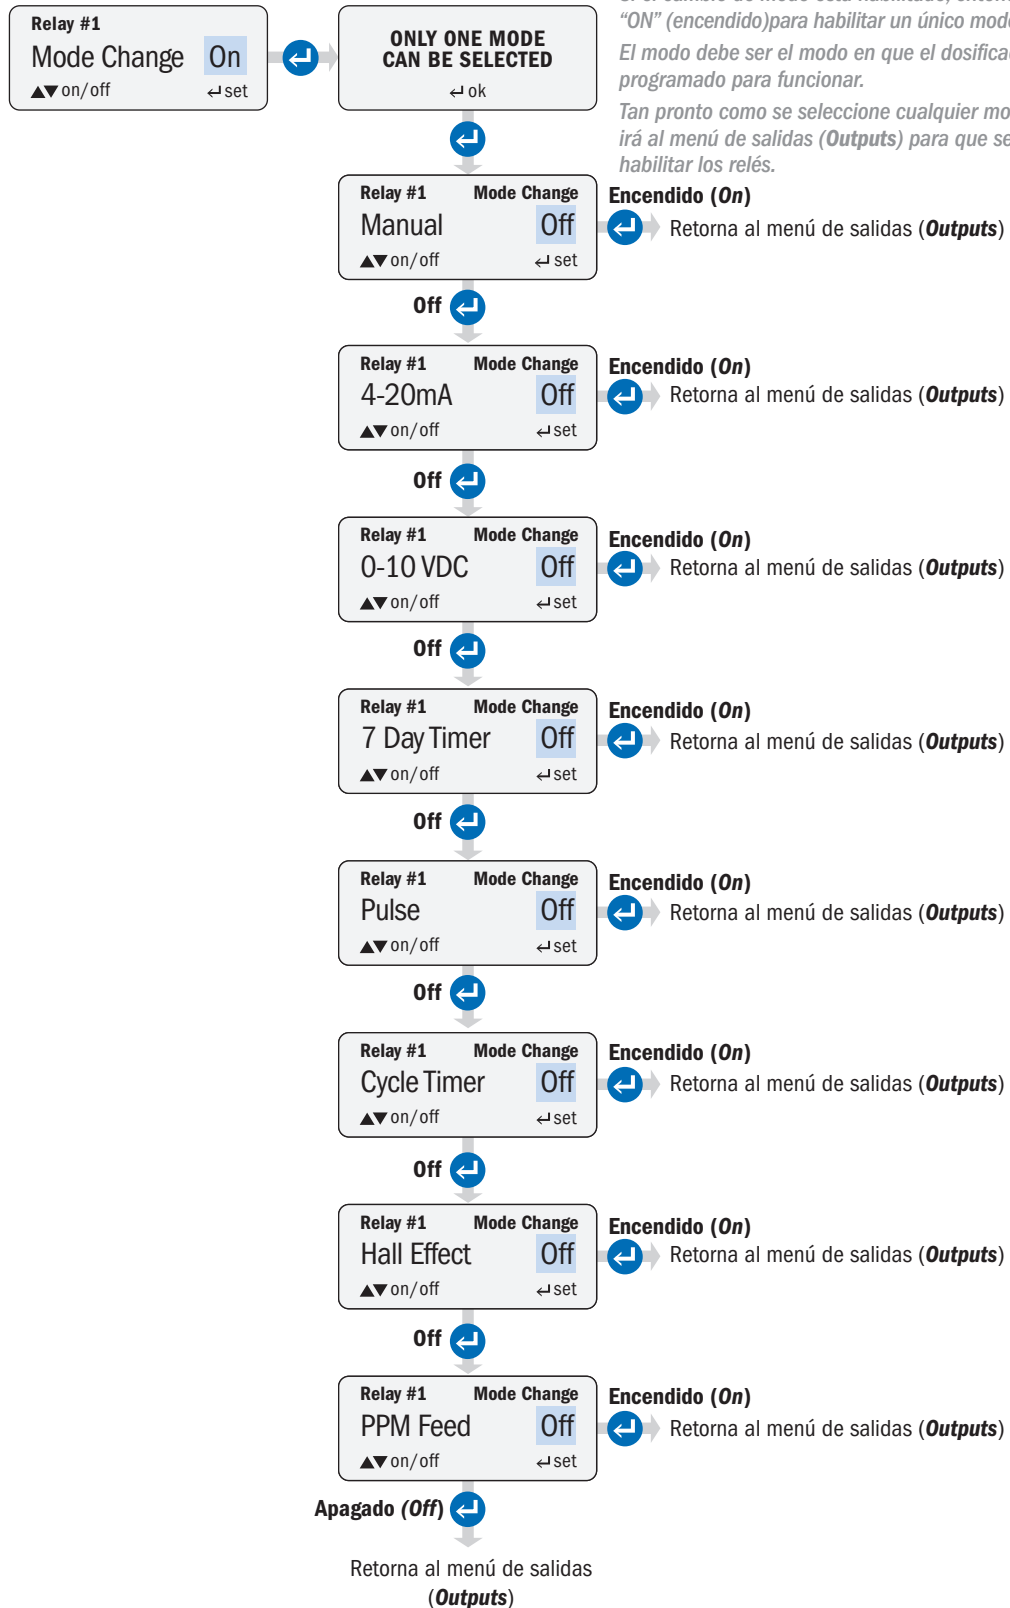 Relay #1
Mode Change On
▲▼ on/off ↵ set
ONLY ONE MODE
CAN BE SELECTED
↵ ok
“ON” (encendido)para habilitar un único
El modo debe ser el modo en que el
programado para funcionar.
Tan pronto como se seleccione cualquier
irá al menú de salidas (Outputs) para que
habilitar los relés.
Relay #1 Mode Change
Manual Off
▲▼ on/off ↵ set
Encendido (On)
Retorna al menú de salidas (Outputs)
Off
Relay #1 Mode Change
4-20mA Off
▲▼ on/off ↵ set
Encendido (On)
Retorna al menú de salidas (Outputs)
Off
Relay #1 Mode Change
0-10 VDC Off
▲▼ on/off ↵ set
Encendido (On)
Retorna al menú de salidas (Outputs)
Off
Relay #1 Mode Change
7 Day Timer Off
▲▼ on/off ↵ set
Encendido (On)
Retorna al menú de salidas (Outputs)
Off
Relay #1 Mode Change
Pulse Off
▲▼ on/off ↵ set
Encendido (On)
Retorna al menú de salidas (Outputs)
Off
Relay #1 Mode Change
Cycle Timer Off
▲▼ on/off ↵ set
Encendido (On)
Retorna al menú de salidas (Outputs)
Off
Relay #1 Mode Change
Hall Effect Off
▲▼ on/off ↵ set
Encendido (On)
Retorna al menú de salidas (Outputs)
Off
Relay #1 Mode Change
PPM Feed Off
▲▼ on/off ↵ set
Encendido (On)
Retorna al menú de salidas (Outputs)
Apagado (Off)
Retorna al menú de salidas
(Outputs)